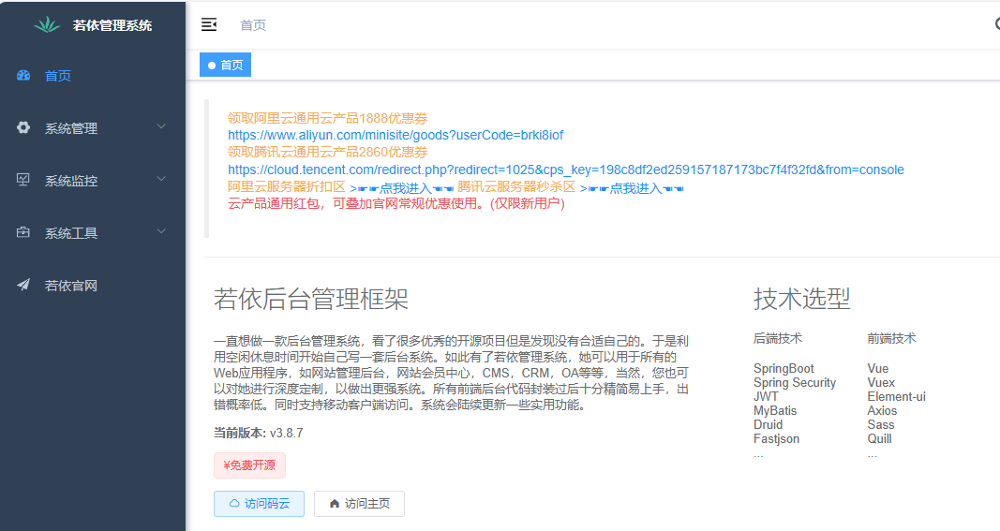 若依管理系统
首页
首页
系统管理
系统监控
系统工具
若依官网
首页
领取阿里云通用云产品1888优惠券
https://www.aliyun.com/minisite/goods?userCode=brki8iof
领取腾讯云通用云产品2860优惠券
https://cloud.tencent.com/redirect.php?redirect=1025&cps_key=198c8df2ed259157187173bc7f4f32fd&from=console
阿里云服务器折扣区 >☛☛点我进入☚☚ 腾讯云服务器秒杀区 >☛☛点我进入☚☚
云产品通用红包，可叠加官网常规优惠使用。(仅限新用户)
若依后台管理框架
一直想做一款后台管理系统，看了很多优秀的开源项目但是发现没有合适自己的。于是利
用空闲休息时间开始自己写一套后台系统。如此有了若依管理系统，她可以用于所有的
Web应用程序，如网站管理后台，网站会员中心，CMS，CRM，OA等等，当然，您也可
以对她进行深度定制，以做出更强系统。所有前端后台代码封装过后十分精简易上手，出
错概率低。同时支持移动客户端访问。系统会陆续更新一些实用功能。
当前版本: v3.8.7
¥免费开源
访问码云 访问主页
技术选型
后端技术
SpringBoot
Spring Security
JWT
MyBatis
Druid
Fastjson
...
前端技术
Vue
Vuex
Element-ui
Axios
Sass
Quill
...